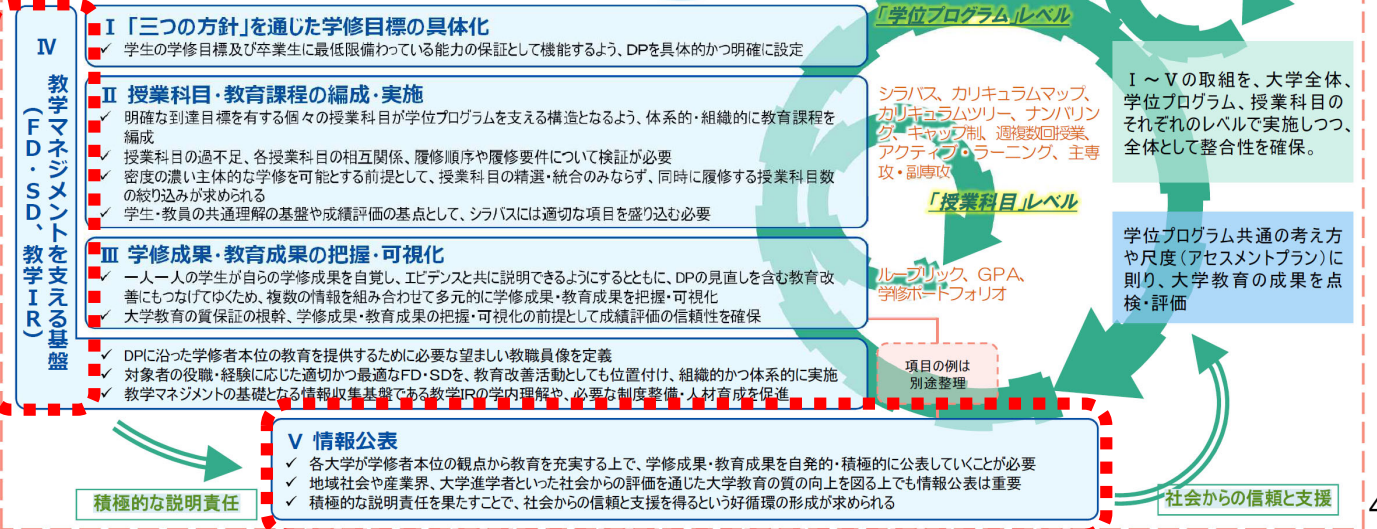 Ⅰ 「三つの方針」を通じた学修目標の具体化
✓ 学生の学修目標及び卒業生に最低限備わっている能力の保証として機能するよう、DPを具体的かつ明確に設定
Ⅱ 授業科目・教育課程の編成・実施
✓ 明確な到達目標を有する個々の授業科目が学位プログラムを支える構造となるよう、体系的・組織的に教育課程を
編成
✓ 授業科目の過不足、各授業科目の相互関係、履修順序や履修要件について検証が必要
✓ 密度の濃い主体的な学修を可能とする前提として、授業科目の精選・統合のみならず、同時に履修する授業科目数
の絞り込みが求められる
✓ 学生・教員の共通理解の基盤や成績評価の基点として、シラバスには適切な項目を盛り込む必要
Ⅲ 学修成果・教育成果の把握・可視化
✓ 一人一人の学生が自らの学修成果を自覚し、エビデンスと共に説明できるようにするとともに、DPの見直しを含む教育改
善にもつなげてゆくため、複数の情報を組み合わせて多元的に学修成果・教育成果を把握・可視化
✓ 大学教育の質保証の根幹、学修成果・教育成果の把握・可視化の前提として成績評価の信頼性を確保
Ⅳ
教学マネジメントを支える基盤
(FD・SD、教学IR)
✓ DPに沿った学修者本位の教育を提供するために必要な望ましい教職員像を定義
✓ 対象者の役職・経験に応じた適切かつ最適なFD・SDを、教育改善活動としても位置付け、組織的かつ体系的に実施
✓ 教学マネジメントの基礎となる情報収集基盤である教学IRの学内理解や、必要な制度整備・人材育成を促進
「学位プログラム」レベル
シラバス、カリキュラムマップ、
カリキュラムツリー、ナンバリン
グ、キャップ制、週複数回授業、
アクティブ・ラーニング、主専
攻・副専攻
「授業科目」レベル
ルーブリック、GPA、
学修ポートフォリオ
項目の例は
別途整理
Ⅰ～Ⅴの取組を、大学全体、
学位プログラム、授業科目の
それぞれのレベルで実施しつつ、
全体として整合性を確保。
学位プログラム共通の考え方
や尺度(アセスメントプラン)に
則り、大学教育の成果を点
検・評価
Ⅴ 情報公表
✓ 各大学が学修者本位の観点から教育を充実する上で、学修成果・教育成果を自発的・積極的に公表していくことが必要
✓ 地域社会や産業界、大学進学者といった社会からの評価を通じた大学教育の質の向上を図る上でも情報公表は重要
✓ 積極的な説明責任を果たすことで、社会からの信頼と支援を得るという好循環の形成が求められる
積極的な説明責任
社会からの信頼と支援